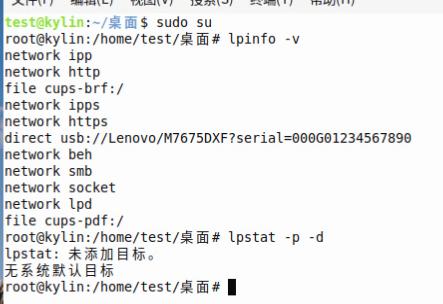 文件(F) 编辑(E) 视图(V) 搜索(S) 终端(T) 帮助(H)
test@kylin:~/桌面$ sudo su
root@kylin:/home/test/桌面# lpinfo -v
network ipp
network http
file cups-brf:/
network ipps
network https
direct usb://Lenovo/M7675DXF?serial=000G01234567890
network beh
network smb
network socket
network lpd
file cups-pdf:/
root@kylin:/home/test/桌面# lpstat -p -d
lpstat: 未添加目标。
无系统默认目标
root@kylin:/home/test/桌面#